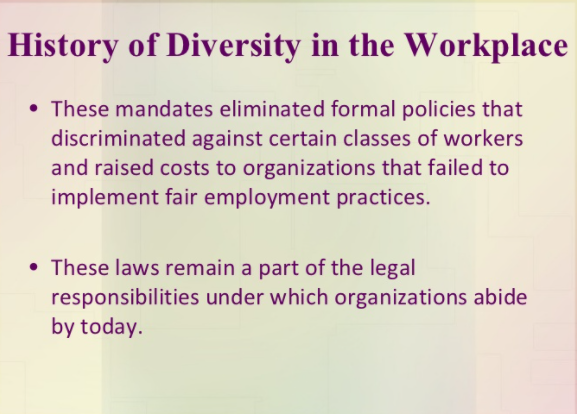 History of Diversity in the Workplace
• These mandates eliminated formal policies that
discriminated against certain classes of workers
and raised costs to organizations that failed to
implement fair employment practices.
• These laws remain a part of the legal
responsibilities under which organizations abide
by today.